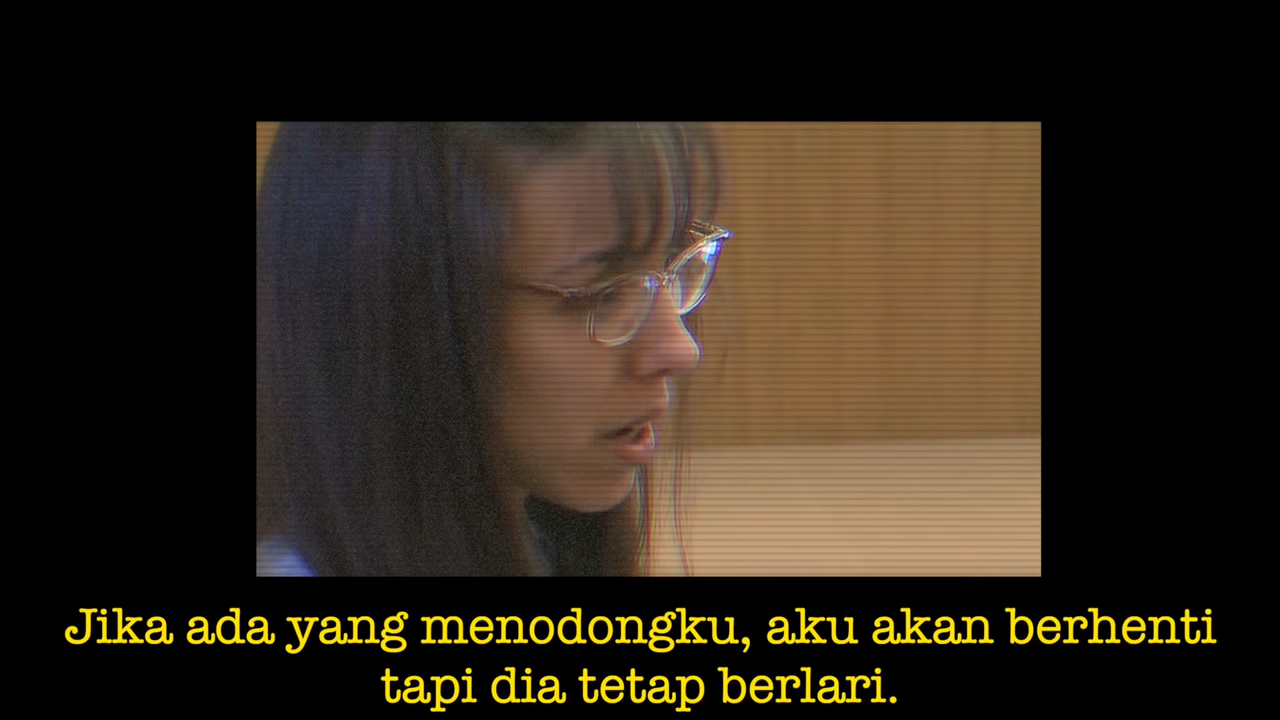 Jika ada yang menodongku, aku akan berhenti
tapi dia tetap berlari.